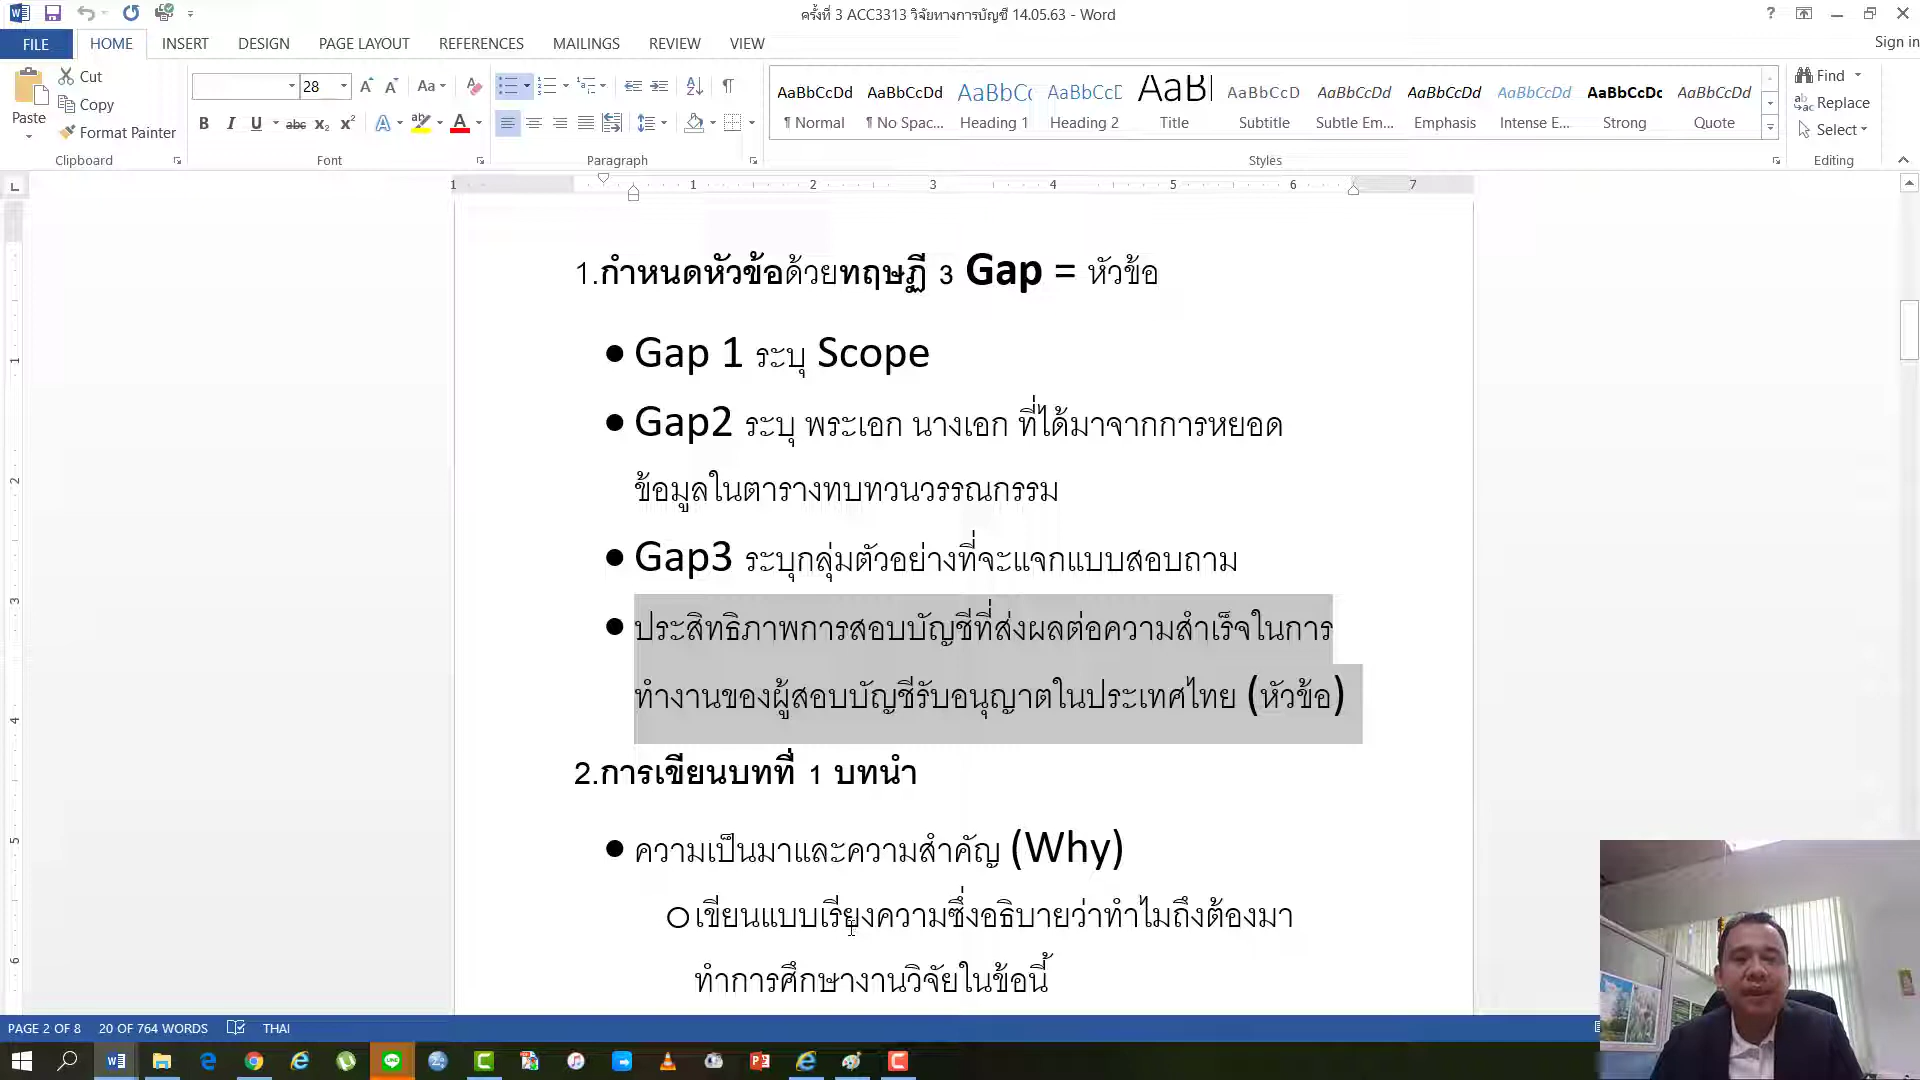 ครั้งที่ 3 ACC3313 วิจัยทางการบัญชี 14.05.63 - Word
Sign in
FILE HOME INSERT DESIGN PAGE LAYOUT REFERENCES MAILINGS REVIEW VIEW
Paste
Cut
Copy
Format Painter
Clipboard
28
Font
Paragraph
AaBbCcDd AaBbCcDd AaBbCc AaBbCcD AaBl AaBbCcD AaBbCcDd AaBbCcDd AaBbCcDd AaBbCcDc AaBbCcDd
¶ Normal ¶ No Spac... Heading 1 Heading 2 Title Subtitle Subtle Em... Emphasis Intense E... Strong Quote
Styles
Find
Replace
Select
Editing
1 1 2 3 4 5 6 7
1.กำหนดหัวข้อด้วยทฤษฏี 3 Gap = หัวข้อ
● Gap 1 ระบุ Scope
● Gap2 ระบุ พระเอก นางเอก ที่ได้มาจากการหยอด
ข้อมูลในตารางทบทวนวรรณกรรม
● Gap3 ระบุกลุ่มตัวอย่างที่จะแจกแบบสอบถาม
● ประสิทธิภาพการสอบบัญชีที่ส่งผลต่อความสำเร็จในการ
ทำงานของผู้สอบบัญชีรับอนุญาตในประเทศไทย (หัวข้อ)
2.การเขียนบทที่ 1 บทนำ
● ความเป็นมาและความสำคัญ (Why)
○ เขียนแบบเรียงความซึ่งอธิบายว่าทำไมถึงต้องมา
ทำการศึกษางานวิจัยในข้อนี้
PAGE 2 OF 8 20 OF 764 WORDS THAI